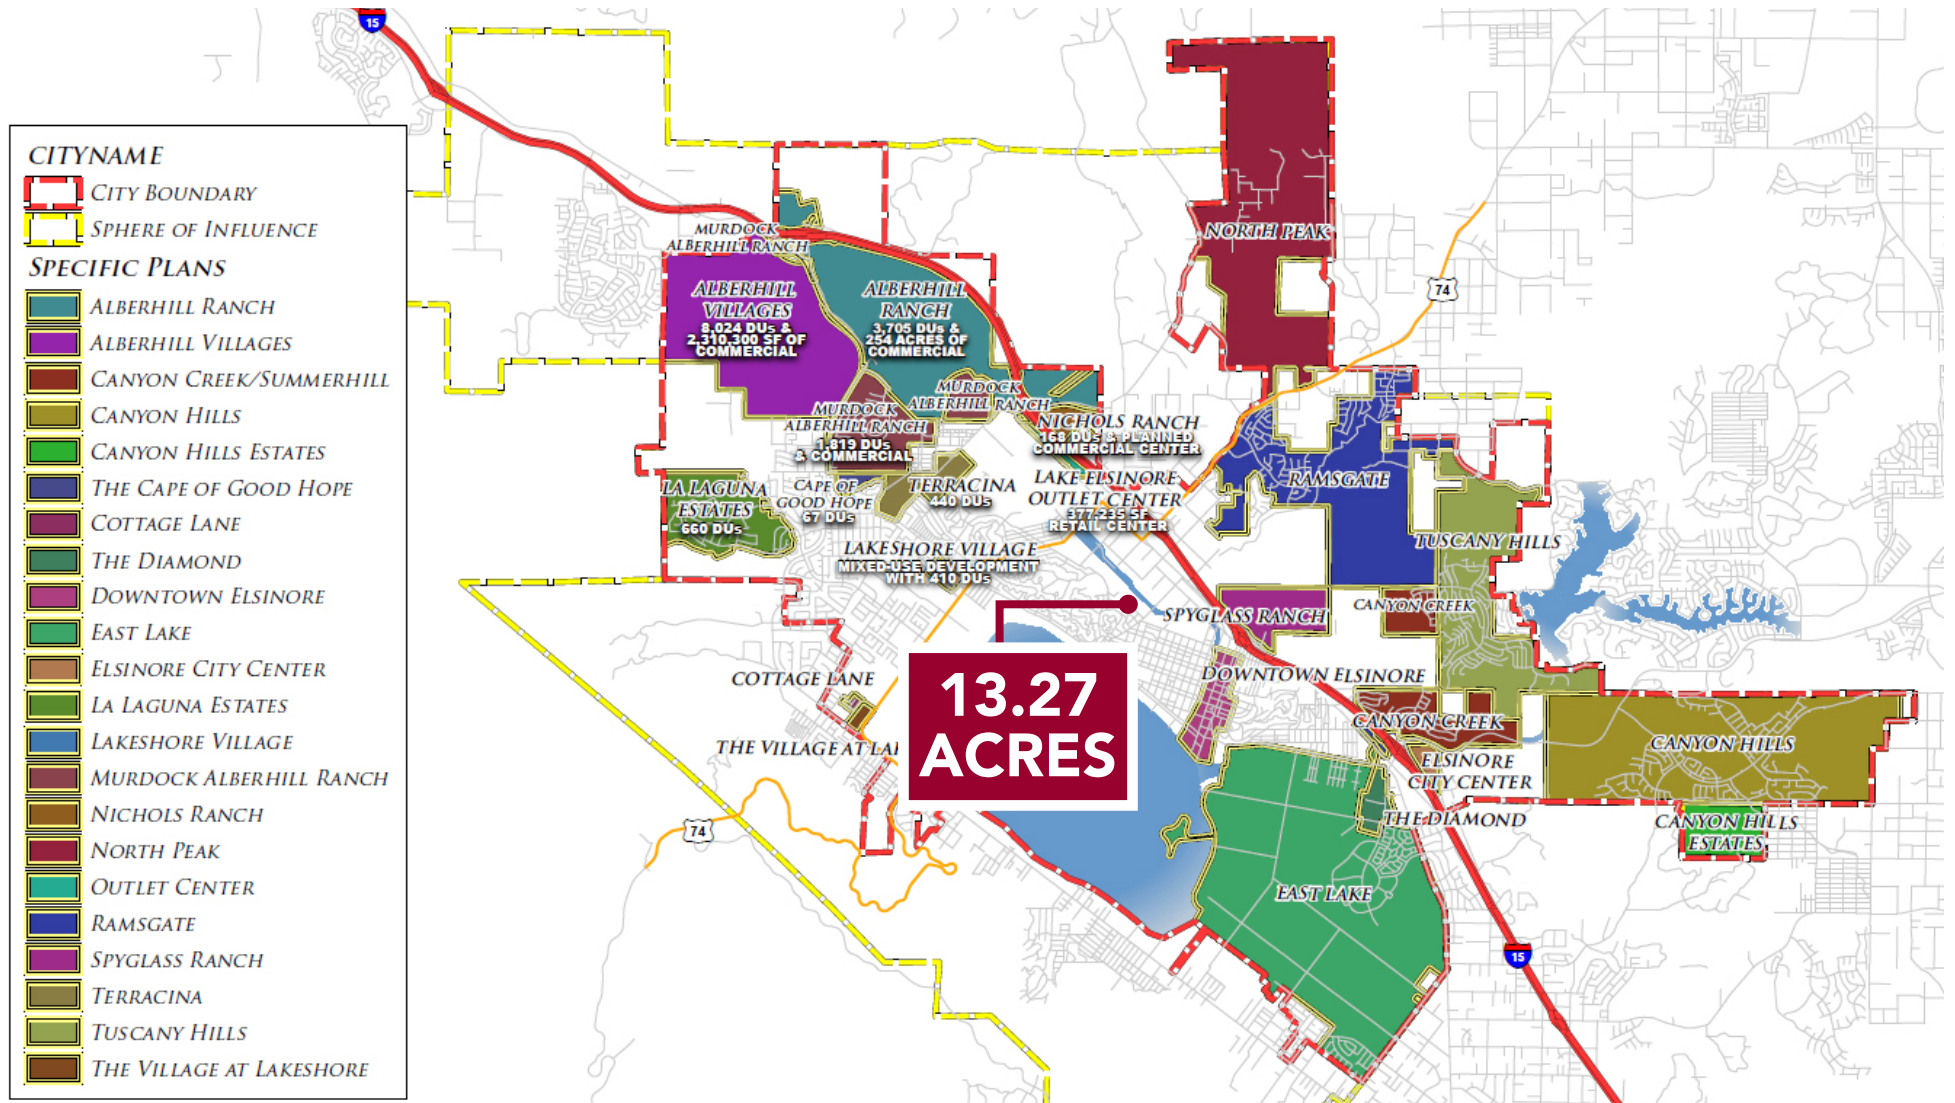 15
CITYNAME
CITY BOUNDARY
SPHERE OF INFLUENCE
SPECIFIC PLANS
ALBERHILL RANCH
ALBERHILL VILLAGES
CANYON CREEK/SUMMERHILL
CANYON HILLS
CANYON HILLS ESTATES
THE CAPE OF GOOD HOPE
COTTAGE LANE
THE DIAMOND
DOWNTOWN ELSINORE
EAST LAKE
ELSINORE CITY CENTER
LA LAGUNA ESTATES
LAKESHORE VILLAGE
MURDOCK ALBERHILL RANCH
NICHOLS RANCH
NORTH PEAK
OUTLET CENTER
RAMSGATE
SPYGLASS RANCH
TERRACINA
TUSCANY HILLS
THE VILLAGE AT LAKESHORE
MURDOCK
ALBERHILL RANCH
NORTH PEAK
74
ALBERHILL
VILLAGES
8,024 DUs &
2,310,300 SF OF
COMMERCIAL
ALBERHILL
RANCH
3,705 DUs &
254 ACRES OF
COMMERCIAL
MURDOCK
ALBERHILL RANCH
MURDOCK
ALBERHILL RANCH
1,819 DUs
& COMMERCIAL
NICHOLS RANCH
168 DUs & PLANNED
COMMERCIAL CENTER
LA LAGUNA
ESTATES
660 DUs
CAPE OF
GOOD HOPE
67 DUs
TERRACINA
440 DUs
LAKE ELSINORE
OUTLET CENTER
377,235 SF
RETAIL CENTER
RAMSGATE
TUSCANY HILLS
LAKESHORE VILLAGE
MIXED-USE DEVELOPMENT
WITH 410 DUs
SPYGLASS RANCH
CANYON CREEK
COTTAGE LANE
13.27
ACRES
DOWNTOWN ELSINORE
CANYON CREEK
THE VILLAGE AT LA
ELSINORE
CITY CENTER
CANYON HILLS
74
THE DIAMOND
CANYON HILLS
ESTATES
EAST LAKE
15